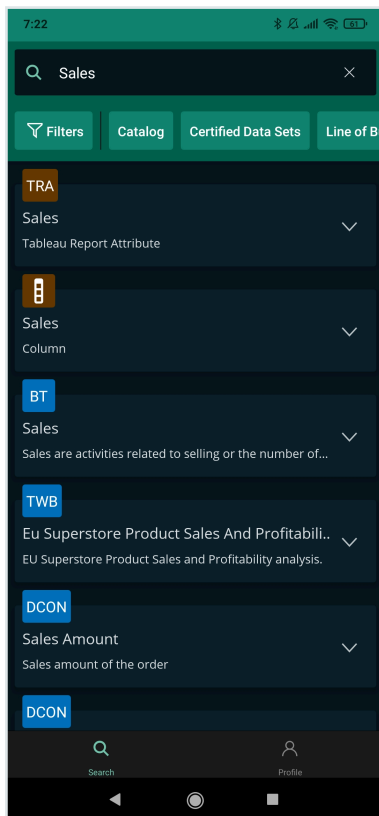 7:22
61
Sales
Filters
Catalog
Certified Data Sets
Line of B
TRA
Sales
Tableau Report Attribute
Sales
Column
BT
Sales
Sales are activities related to selling or the number of...
TWB
Eu Superstore Product Sales And Profitabili..
EU Superstore Product Sales and Profitability analysis.
DCON
Sales Amount
Sales amount of the order
DCON
Search
Profile